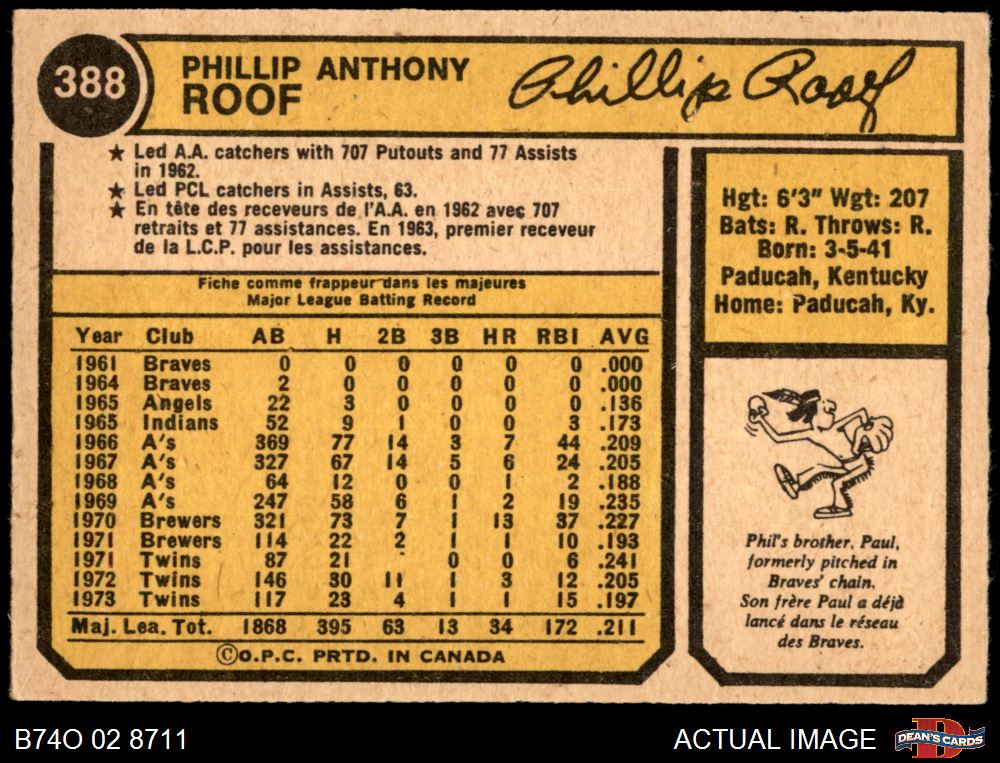 388
PHILLIP ANTHONY
ROOF
Phillip Roof
★ Led A.A. catchers with 707 Putouts and 77 Assists
in 1962.
★ Led PCL catchers in Assists, 63.
★ En tête des receveurs de l'A.A. en 1962 avec 707
retraits et 77 assistances. En 1963, premier receveur
de la L.C.P. pour les assistances.
Fiche comme frappeur dans les majeures
Major League Batting Record
Year Club AB H 2B 3B HR RBI AVG
1961 Braves 0 0 0 0 0 0 .000
1964 Braves 2 0 0 0 0 0 .000
1965 Angels 22 3 0 0 0 0 .136
1965 Indians 52 9 1 0 0 3 .173
1966 A's 369 77 14 3 7 44 .209
1967 A's 327 67 14 5 6 24 .205
1968 A's 64 12 0 0 1 2 .188
1969 A's 247 58 6 1 2 19 .235
1970 Brewers 321 73 7 1 13 37 .227
1971 Brewers 114 22 2 1 1 10 .193
1971 Twins 87 21 0 0 6 .241
1972 Twins 146 30 11 1 3 12 .205
1973 Twins 117 23 4 1 1 15 .197
Maj. Lea. Tot. 1868 395 63 13 34 172 .211
©O.P.C. PRTD. IN CANADA
Hgt: 6'3" Wgt: 207
Bats: R. Throws: R.
Born: 3-5-41
Paducah, Kentucky
Home: Paducah, Ky.
Phil's brother, Paul,
formerly pitched in
Braves' chain.
Son frère Paul a déjà
lancé dans le réseau
des Braves.
B74O 02 8711
ACTUAL IMAGE
DEAN'S CARDS